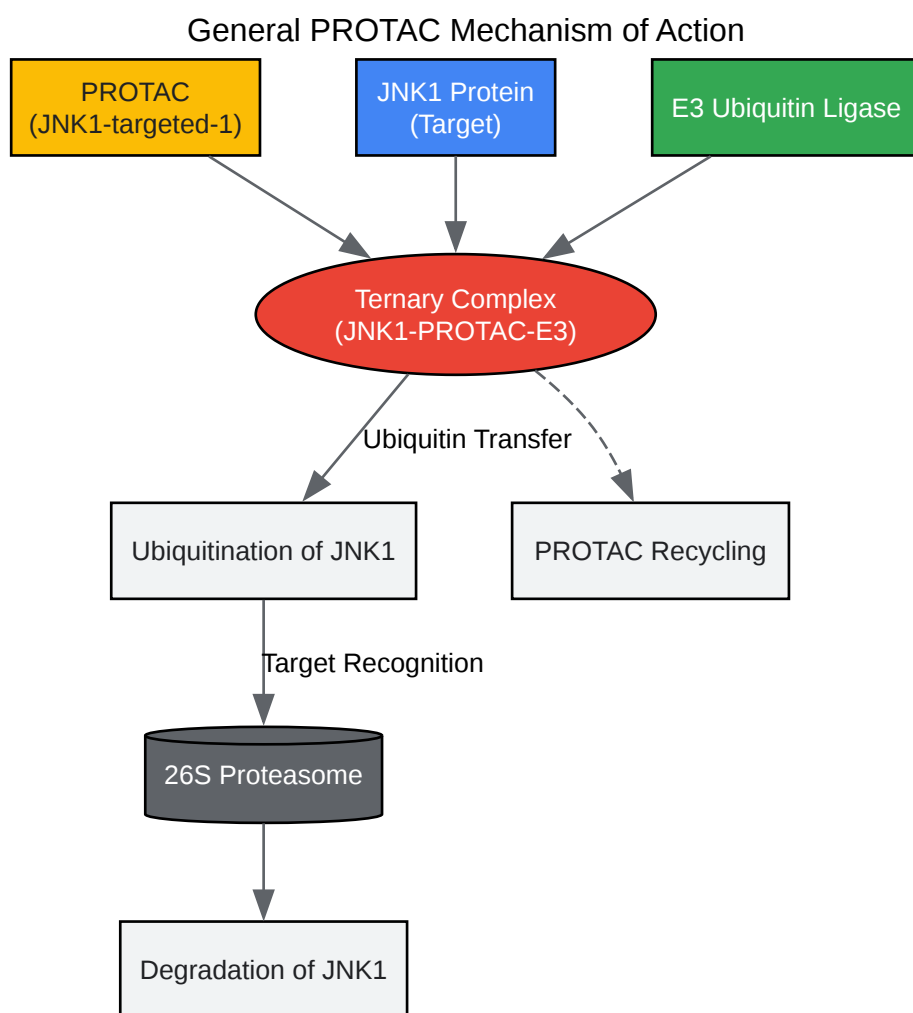 General PROTAC Mechanism of Action
PROTAC
(JNK1-targeted-1)
JNK1 Protein
(Target)
E3 Ubiquitin Ligase
Ternary Complex
(JNK1-PROTAC-E3)
Ubiquitin Transfer
Ubiquitination of JNK1
PROTAC Recycling
Target Recognition
26S Proteasome
Degradation of JNK1